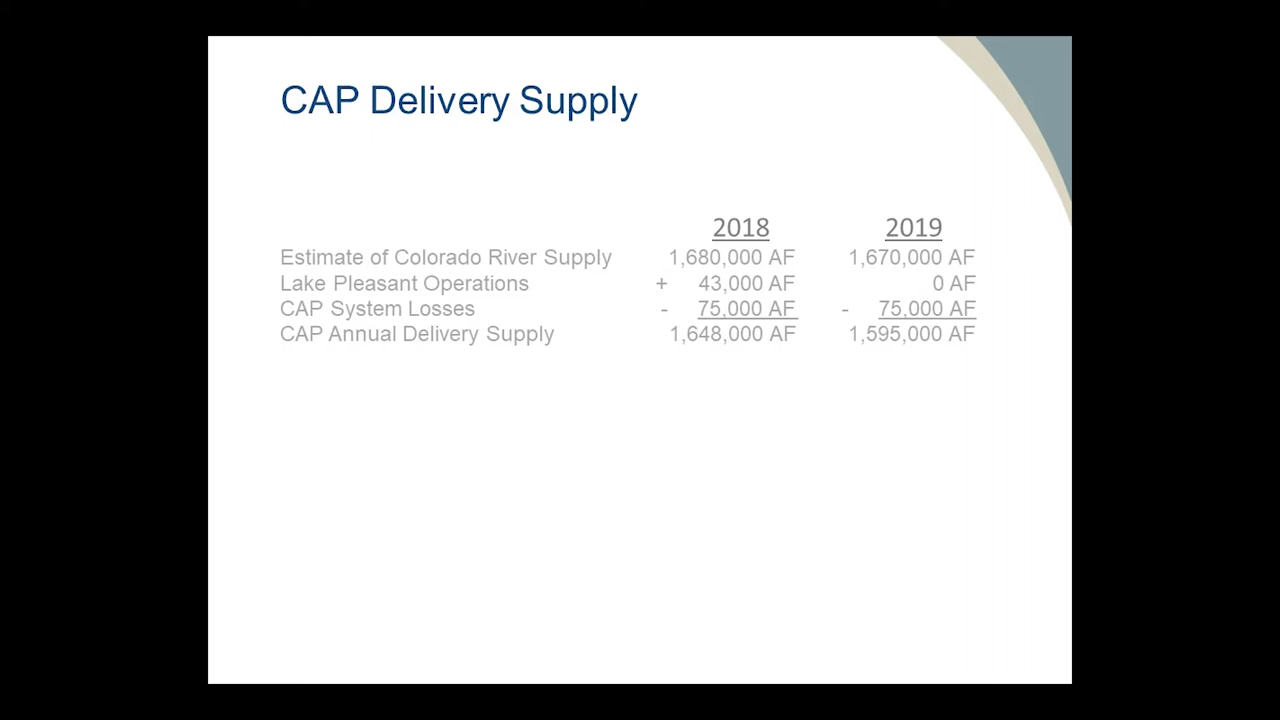 CAP Delivery Supply
2018 2019
Estimate of Colorado River Supply 1,680,000 AF 1,670,000 AF
Lake Pleasant Operations + 43,000 AF 0 AF
CAP System Losses - 75,000 AF - 75,000 AF
CAP Annual Delivery Supply 1,648,000 AF 1,595,000 AF